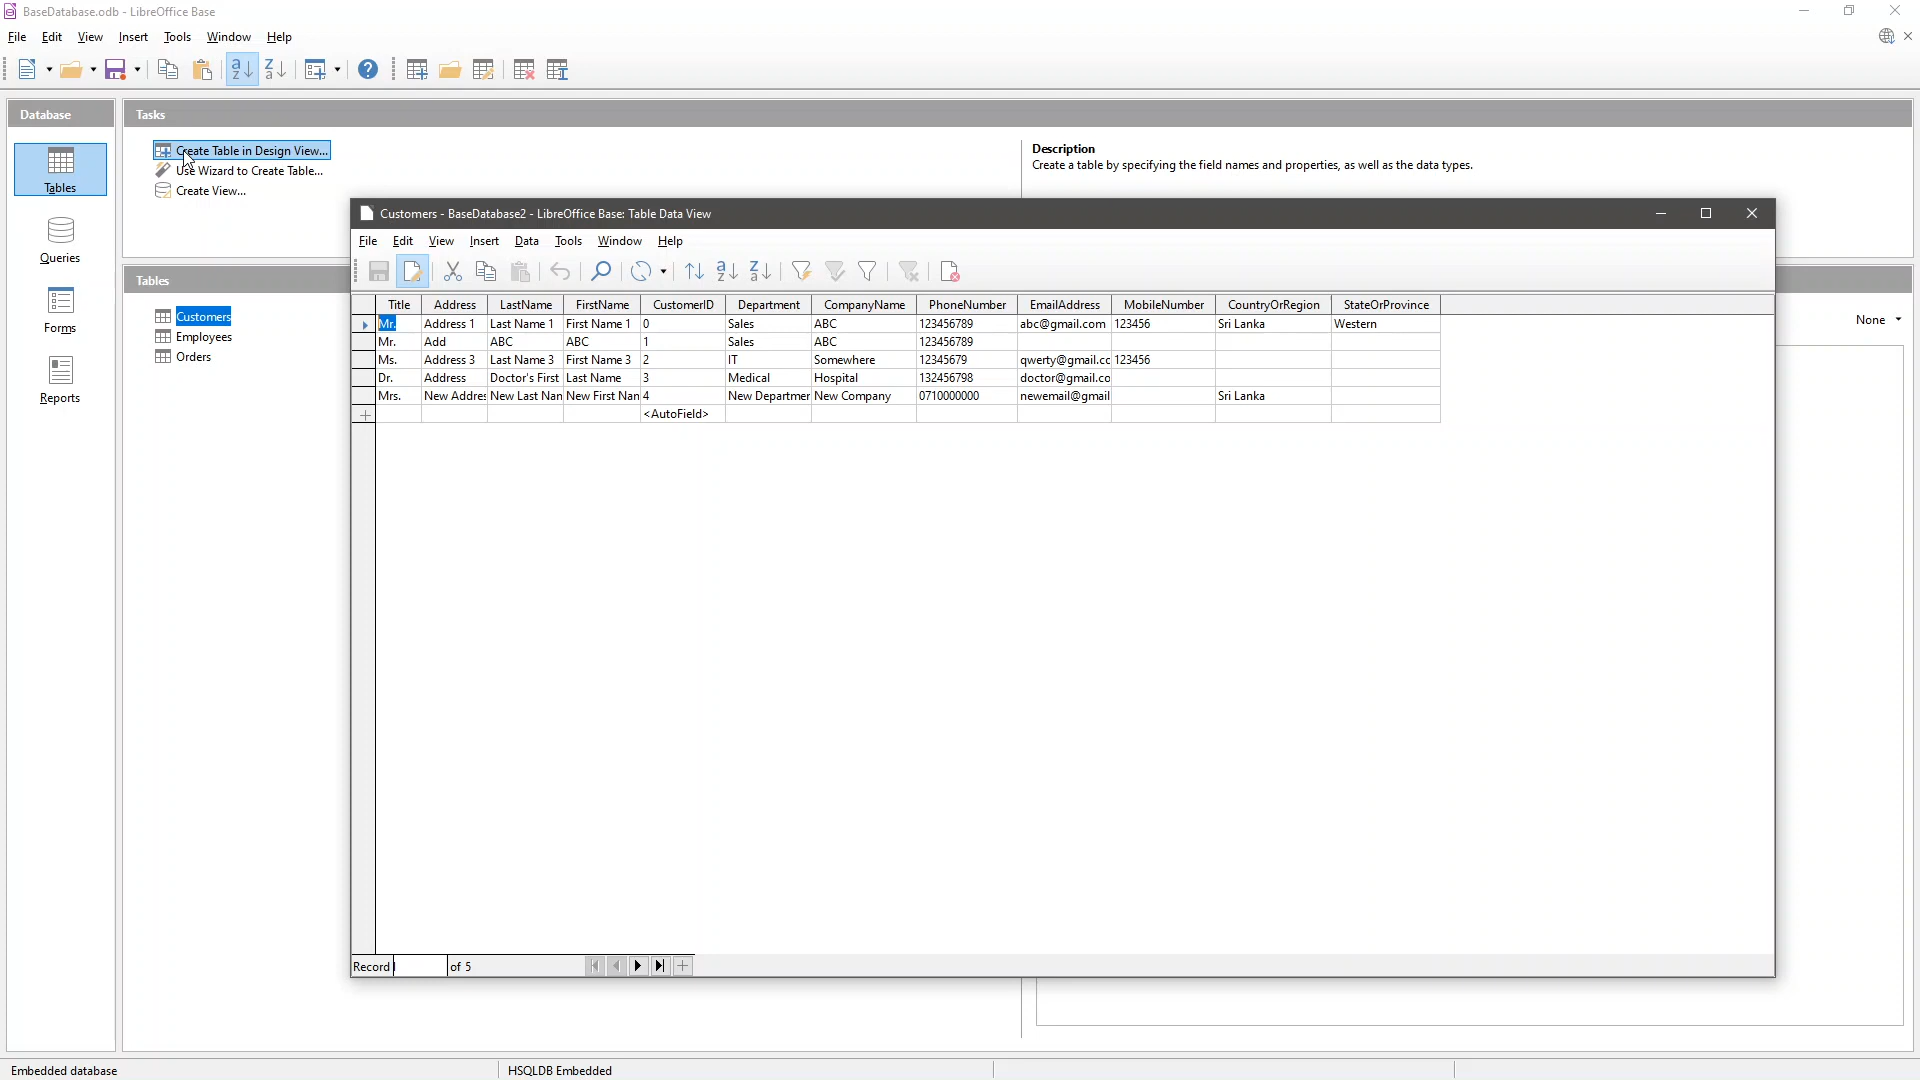 BaseDatabase.odb - LibreOffice Base
File Edit View Insert Tools Window Help
Database
Tables
Queries
Forms
Reports
Tasks
Create Table in Design View...
Use Wizard to Create Table...
Create View...
Description
Create a table by specifying the field names and properties, as well as the data types.
Tables
Customers
Employees
Orders
None
Customers - BaseDatabase2 - LibreOffice Base: Table Data View
File Edit View Insert Data Tools Window Help
Title Address LastName FirstName CustomerID Department CompanyName PhoneNumber EmailAddress MobileNumber CountryOrRegion StateOrProvince
Mr. Address 1 Last Name 1 First Name 1 0 Sales ABC 123456789 abc@gmail.com 123456 Sri Lanka Western
Mr. Add ABC ABC 1 Sales ABC 123456789
Ms. Address 3 Last Name 3 First Name 3 2 IT Somewhere 12345679 qwerty@gmail.cc 123456
Dr. Address Doctor's First Last Name 3 Medical Hospital 132456798 doctor@gmail.co
Mrs. New Addres New Last Nan New First Nan 4 New Departmer New Company 0710000000 newemail@gmail Sri Lanka
<AutoField>
Record of 5
Embedded database
HSQLDB Embedded